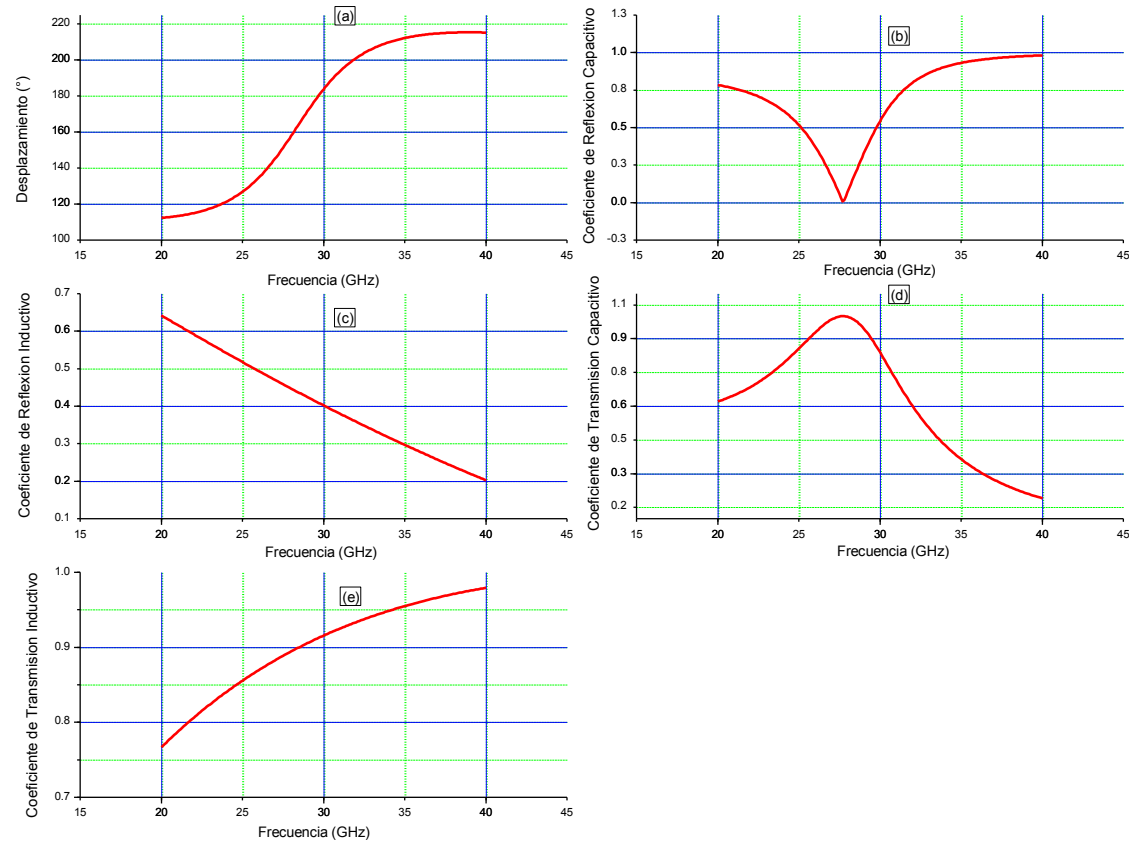 (a)
Desplazamiento (°)
220
200
180
160
140
120
100
15 20 25 30 35 40 45
Frecuencia (GHz)
(b)
Coeficiente de Reflexion Capacitivo
1.3
1.0
0.8
0.5
0.3
0.0
-0.3
15 20 25 30 35 40 45
Frecuencia (GHz)
(c)
Coeficiente de Reflexion Inductivo
0.7
0.6
0.5
0.4
0.3
0.2
0.1
15 20 25 30 35 40 45
Frecuencia (GHz)
(d)
Coeficiente de Transmision Capacitivo
1.1
0.9
0.8
0.6
0.5
0.3
0.2
15 20 25 30 35 40 45
Frecuencia (GHz)
(e)
Coeficiente de Transmision Inductivo
1.0
0.9
0.8
0.7
15 20 25 30 35 40 45
Frecuencia (GHz)